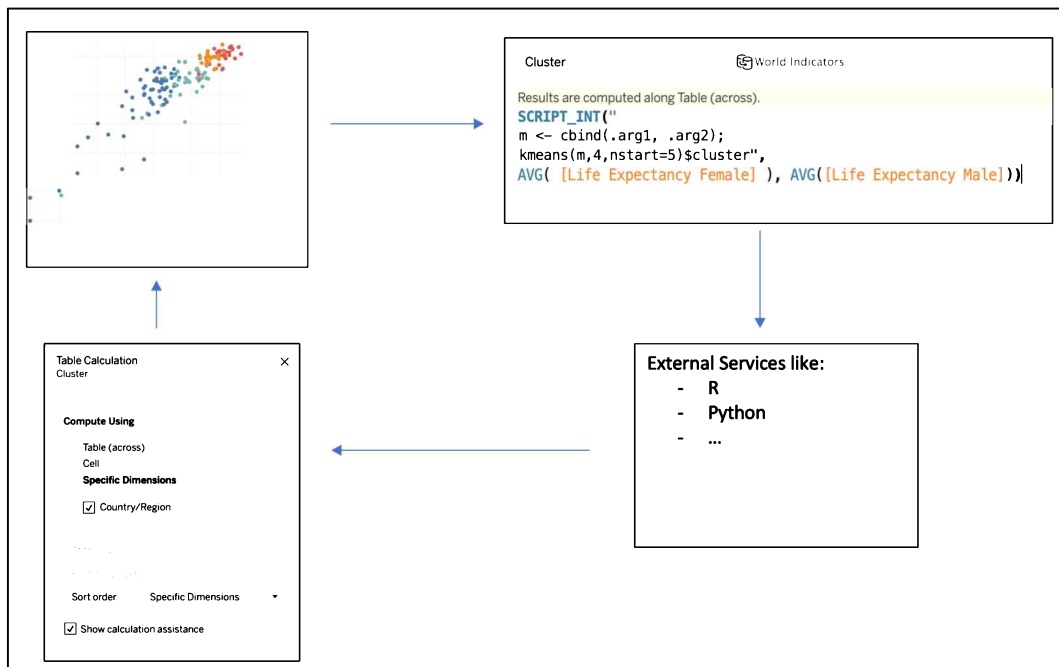 Cluster
World Indicators
Results are computed along Table (across).
SCRIPT_INT("
m <- cbind(.arg1, .arg2);
kmeans(m,4,nstart=5)$cluster",
AVG( [Life Expectancy Female] ), AVG([Life Expectancy Male]))
External Services like:
- R
- Python
- ...
Table Calculation
Cluster
Compute Using
Table (across)
Cell
Specific Dimensions
Country/Region
Sort order Specific Dimensions
Show calculation assistance